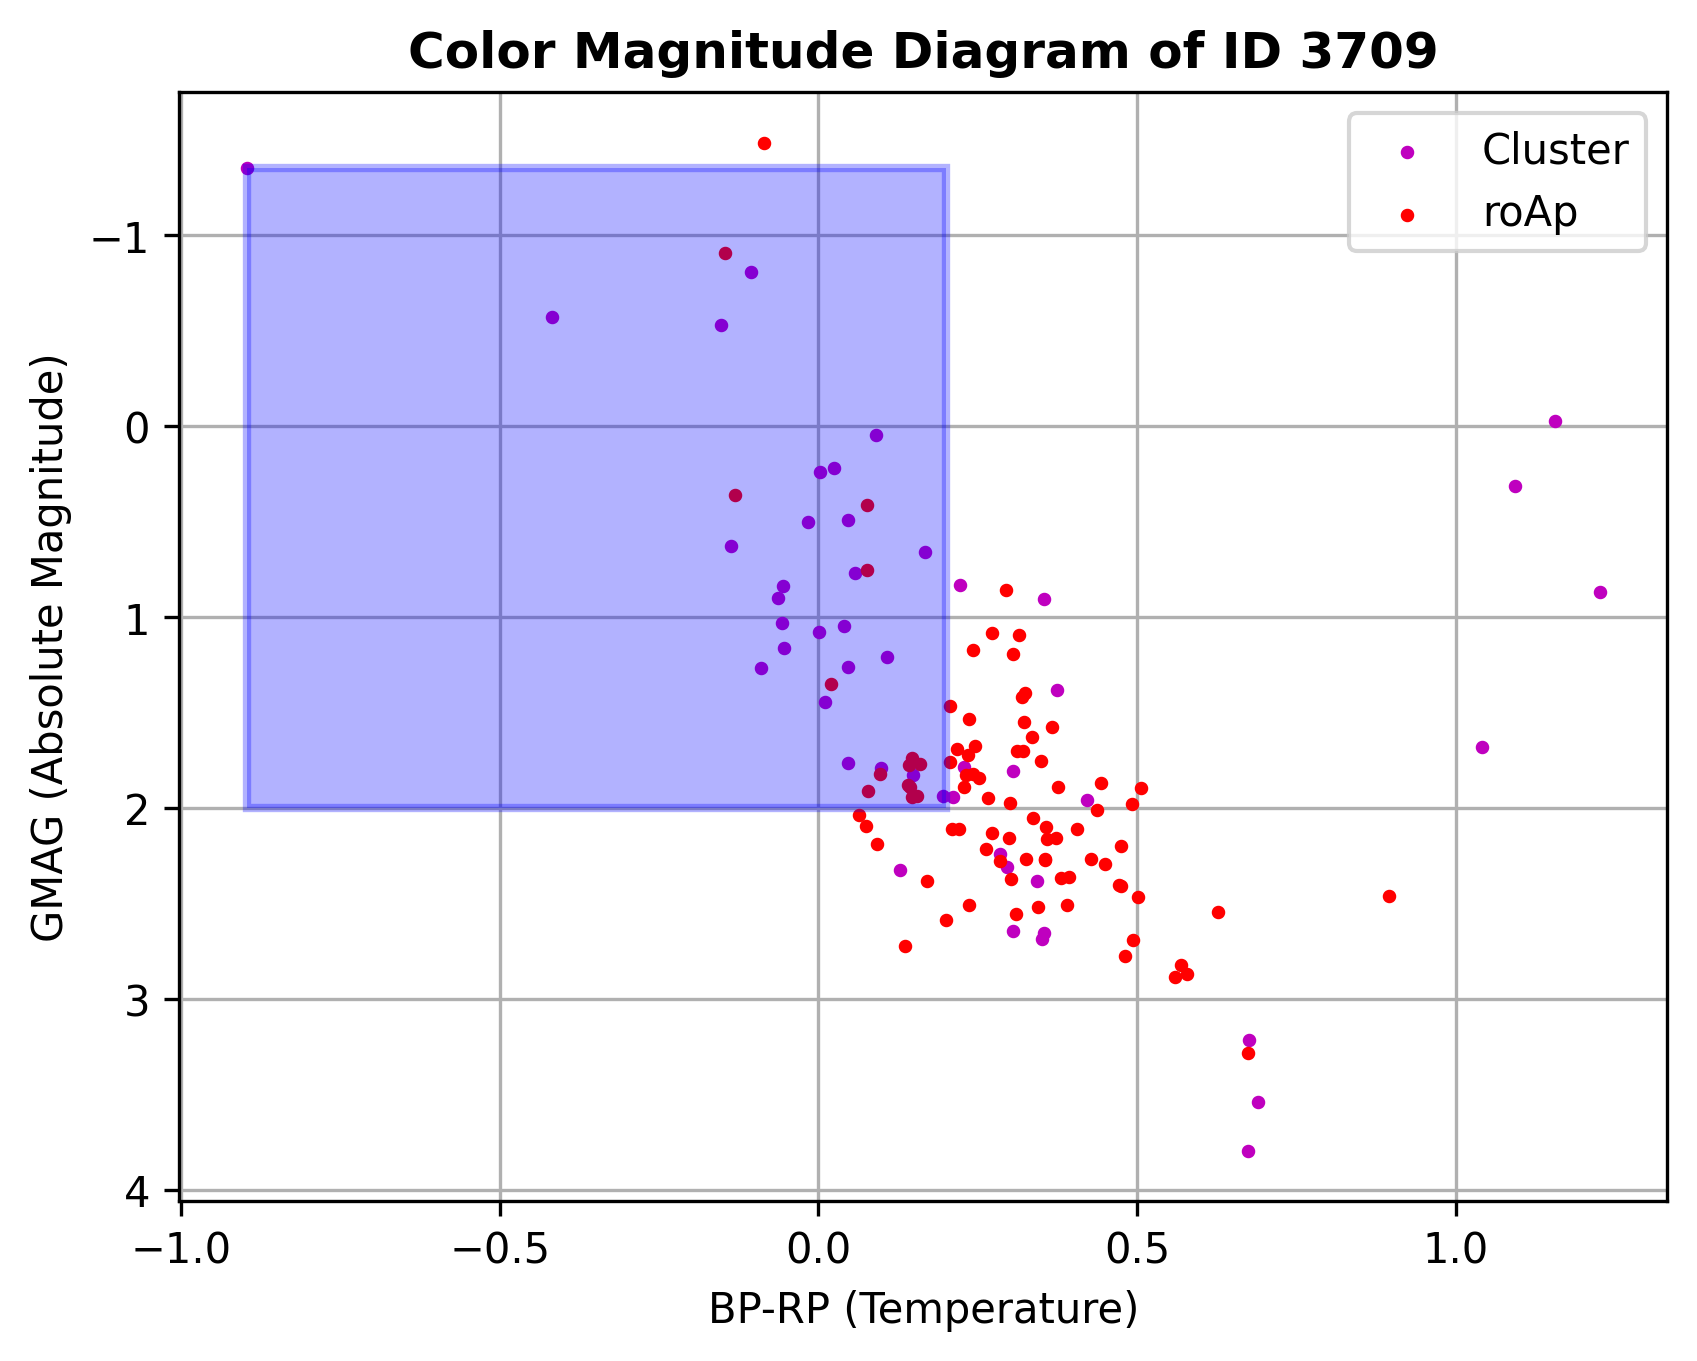 Color Magnitude Diagram of ID 3709
Cluster
roAp
GMAG (Absolute Magnitude)
−1
0
1
2
3
4
−1.0 −0.5 0.0 0.5 1.0
BP-RP (Temperature)